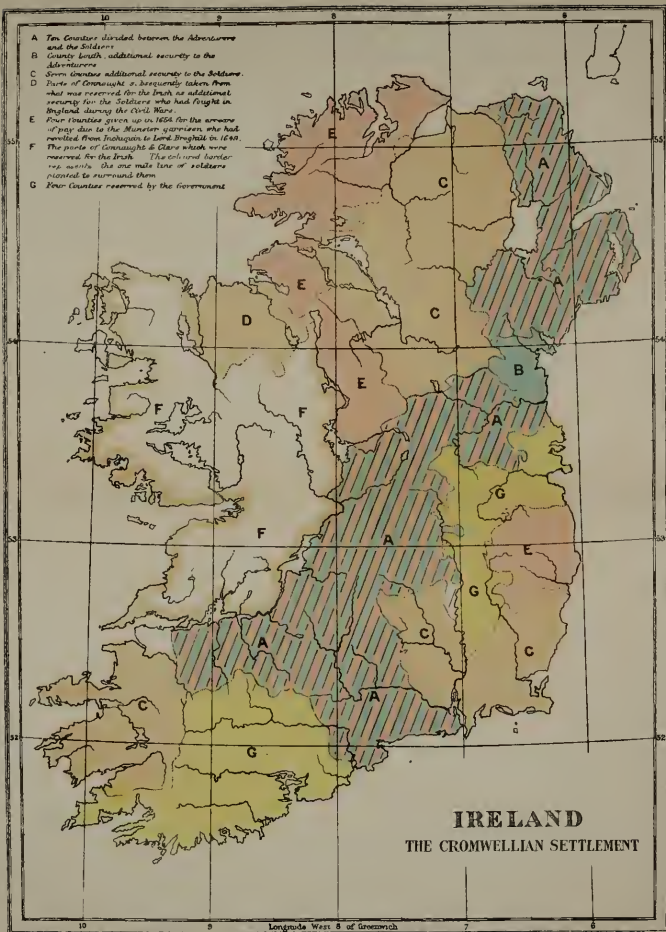 10 9 8 7 6
A Ten Counties divided between the Adventurers
and the Soldiers
B County Louth, additional security to the
Adventurers
C Seven Counties additional security to the Soldiers.
D Parts of Connaught subsequently taken from
what was reserved for the Irish as additional
security for the Soldiers who had fought in
England during the Civil Wars.
E Four counties given up in 1654 for the arrears
of pay due to the Munster garrison, who had
revolted from Inchiquin to Lord Broghill in
F The parts of Connaught & Clare which were
reserved for the Irish The coloured border
the one mile line of soldiers
planted to surround them
G Four Counties reserved by the Government
55
E
C
A
A
E
D
C
54
B
F
F
E
A
G
53
F
A
E
G
C
C
A
A
C
52
G
IRELAND
THE CROMWELLIAN SETTLEMENT
10 9 Longitude West 8 of Greenwich 7 6